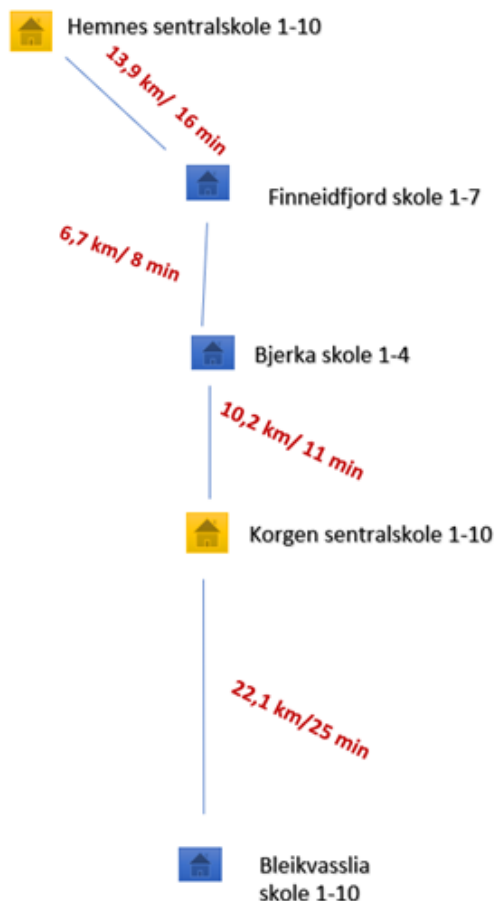 Hemnes sentralskole 1-10
13,9 km/ 16 min
Finneidfjord skole 1-7
6,7 km/ 8 min
Bjerka skole 1-4
10,2 km/ 11 min
Korgen sentralskole 1-10
22,1 km/25 min
Bleikvasslia
skole 1-10